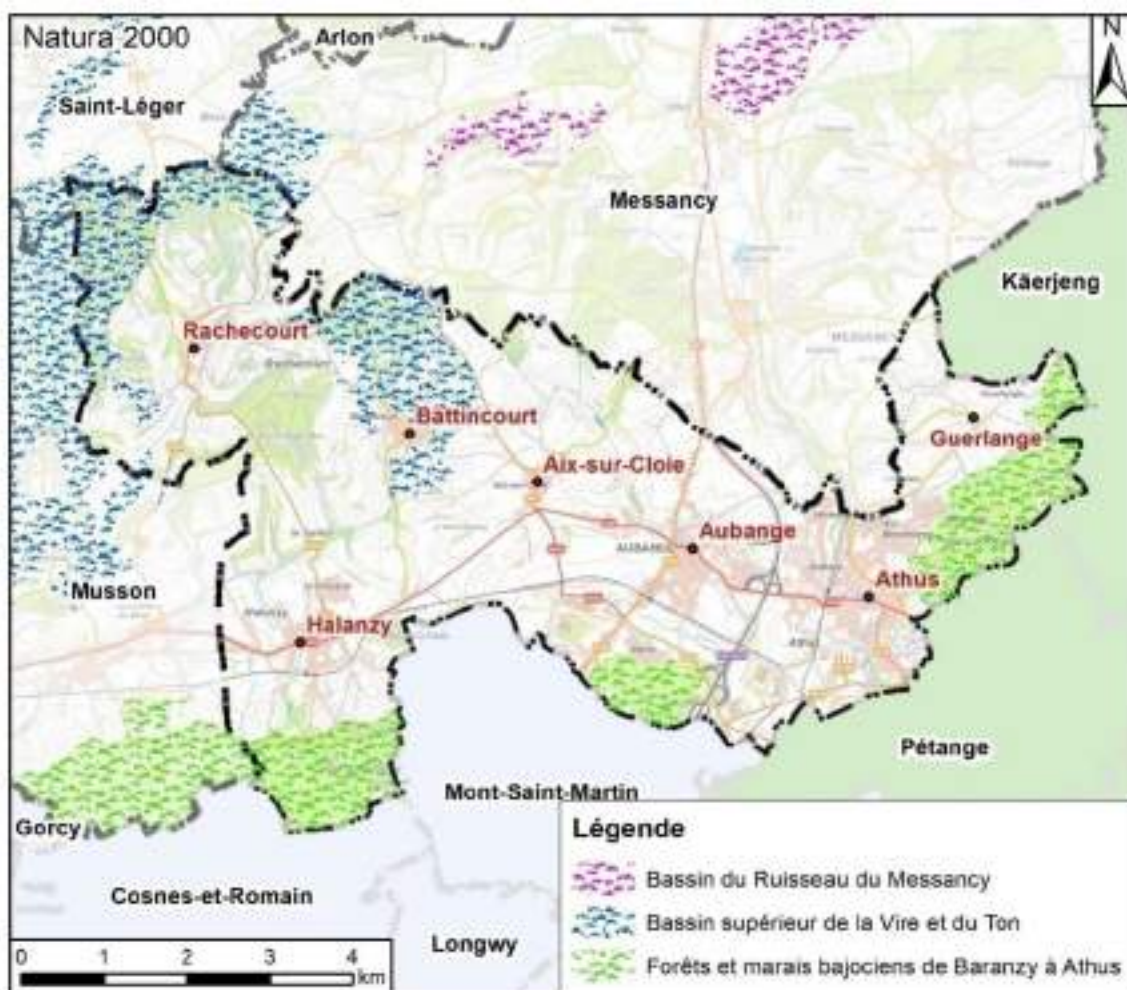 Natura 2000
Arlon
N
Saint-Léger
Messancy
Käerjeng
MESSANCY
Rachecourt
Battincourt
Guerlange
Aix-sur-Cloie
Aubange
AUBANGE
Athus
Musson
Halanzy
Pétange
Mont-Saint-Martin
Gorcy
Cosnes-et-Romain
Longwy
Légende
Bassin du Ruisseau du Messancy
Bassin supérieur de la Vire et du Ton
Forêts et marais bajociens de Baranzy à Athus
0 1 2 3 4
km